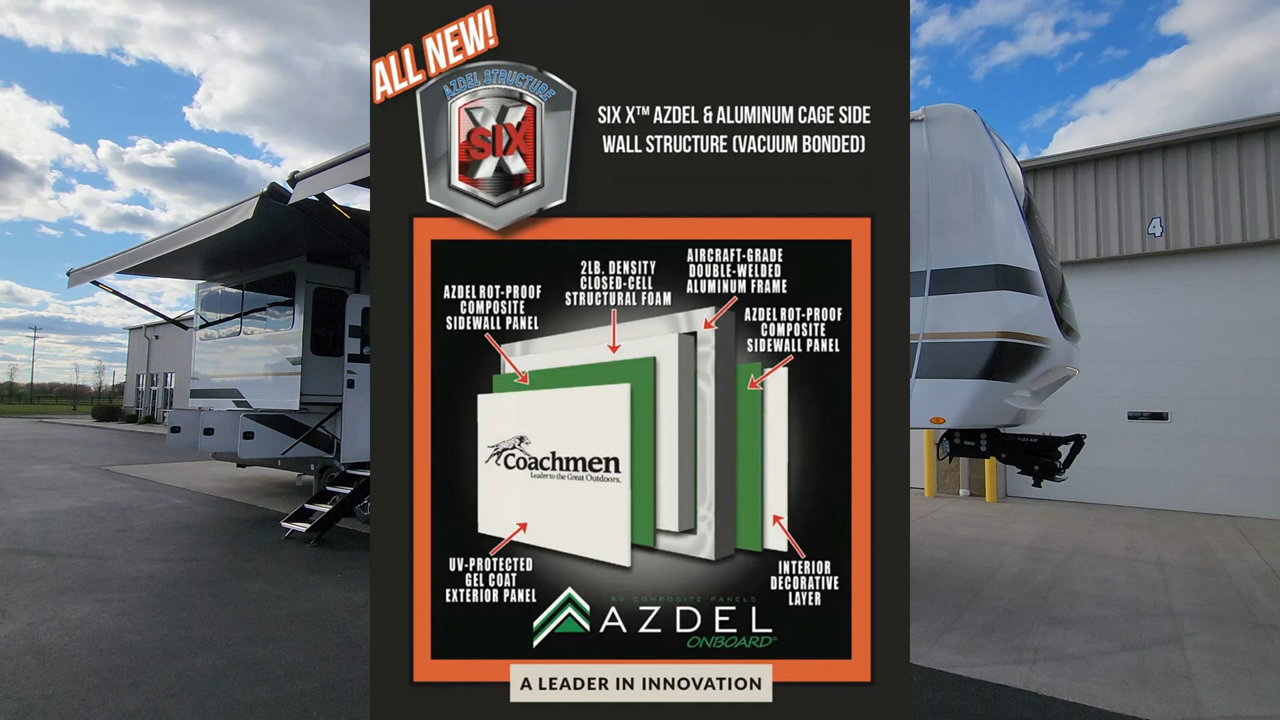 ALL NEW!
AZDEL STRUCTURE
SIX
X
SIX X™ AZDEL & ALUMINUM CAGE SIDE
WALL STRUCTURE (VACUUM BONDED)
AZDEL ROT-PROOF
COMPOSITE
SIDEWALL PANEL
2LB. DENSITY
CLOSED-CELL
STRUCTURAL FOAM
AIRCRAFT-GRADE
DOUBLE-WELDED
ALUMINUM FRAME
AZDEL ROT-PROOF
COMPOSITE
SIDEWALL PANEL
Coachmen
Leader to the Great Outdoors.
UV-PROTECTED
GEL COAT
EXTERIOR PANEL
INTERIOR
DECORATIVE
LAYER
RV COMPOSITE PANELS
AZDEL
ONBOARD®
A LEADER IN INNOVATION
4
FLEX AIR